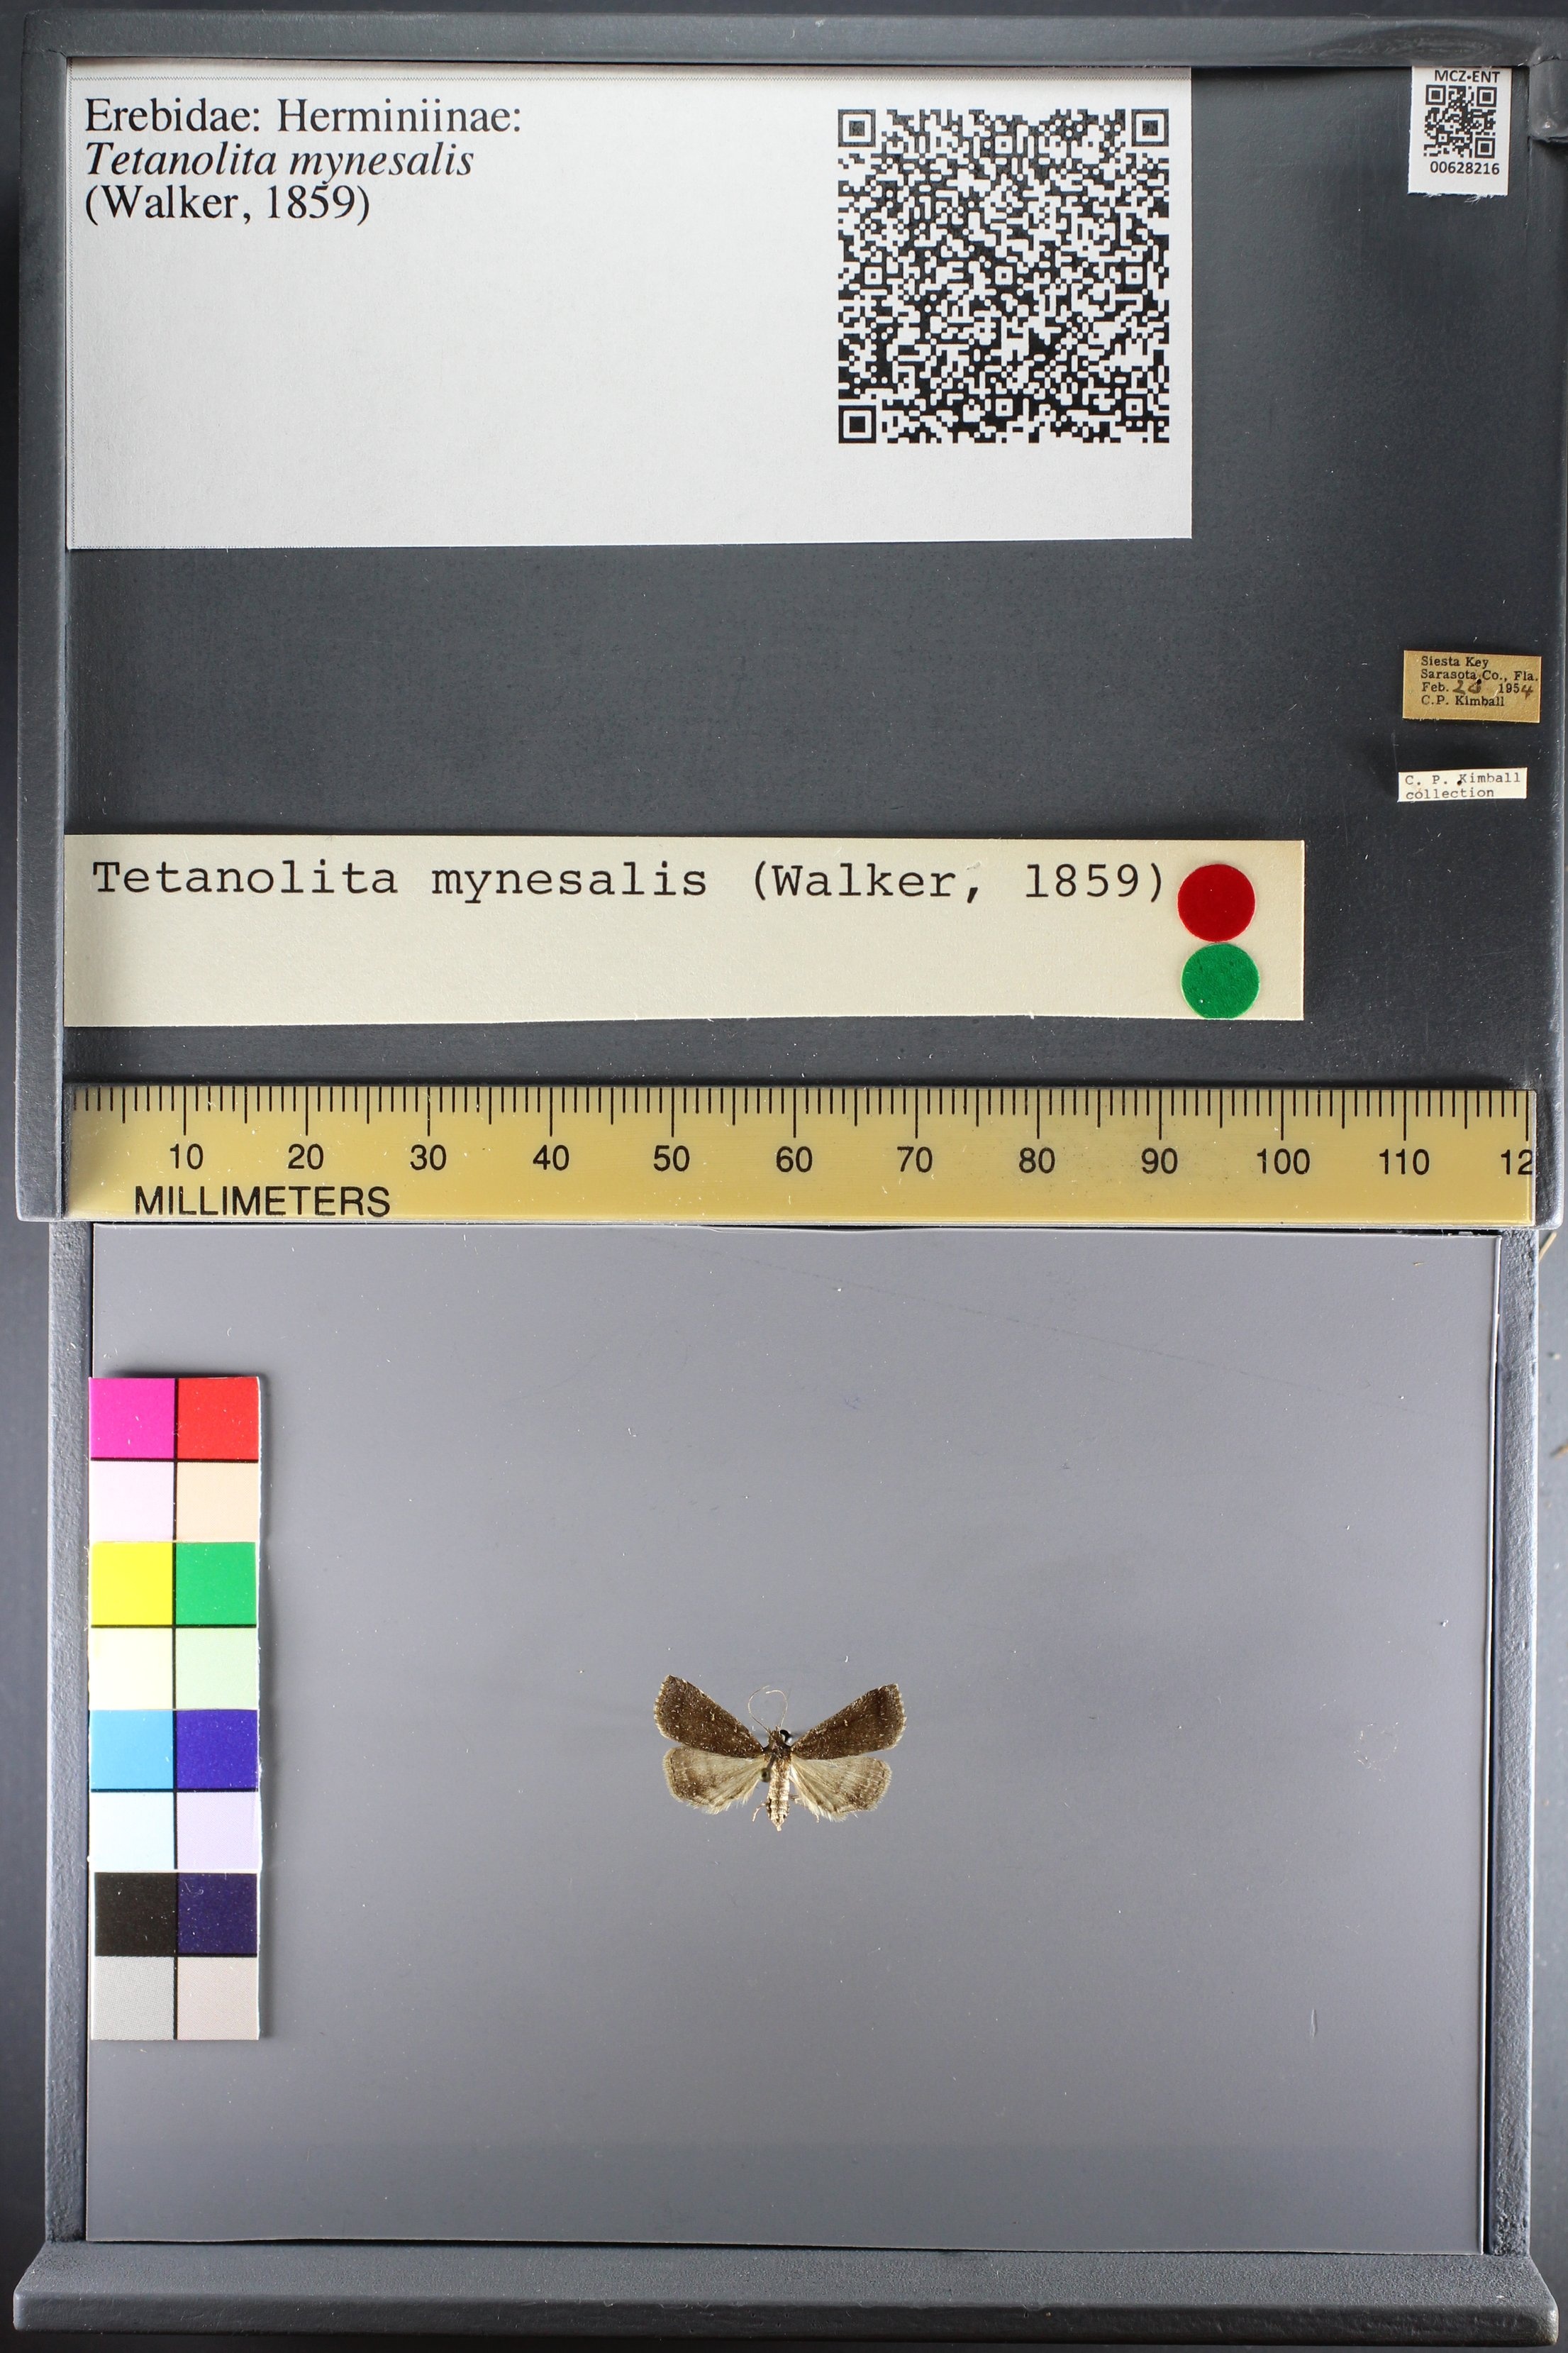 Erebidae: Herminiinae:
Tetanolita mynesalis
(Walker, 1859)
MCZ-ENT
00628216
Siesta Key
Sarasota Co., Fla.
Feb. 1954
C.P. Kimball
C. P. Kimball
collection
Tetanolita mynesalis (Walker, 1859)
10 20 30 40 50 60 70 80 90 100 110 12
MILLIMETERS